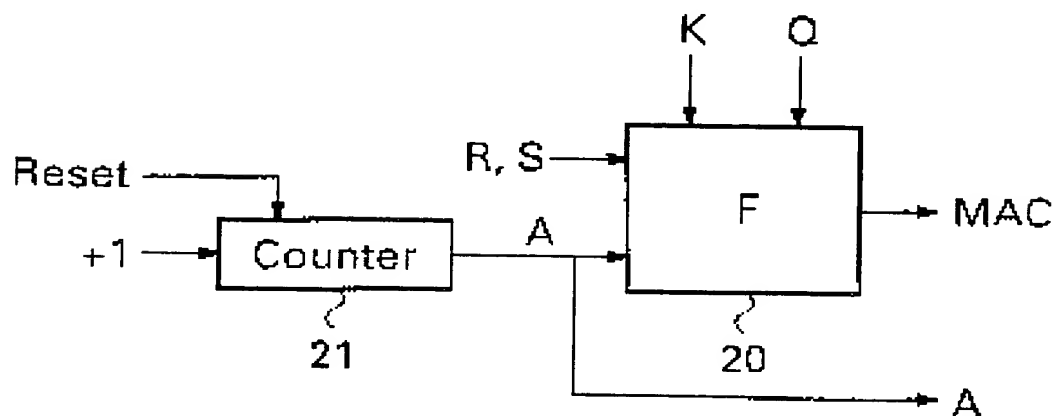 K Q
R, S
F
MAC
Reset
+1
Counter
A
21
20
A